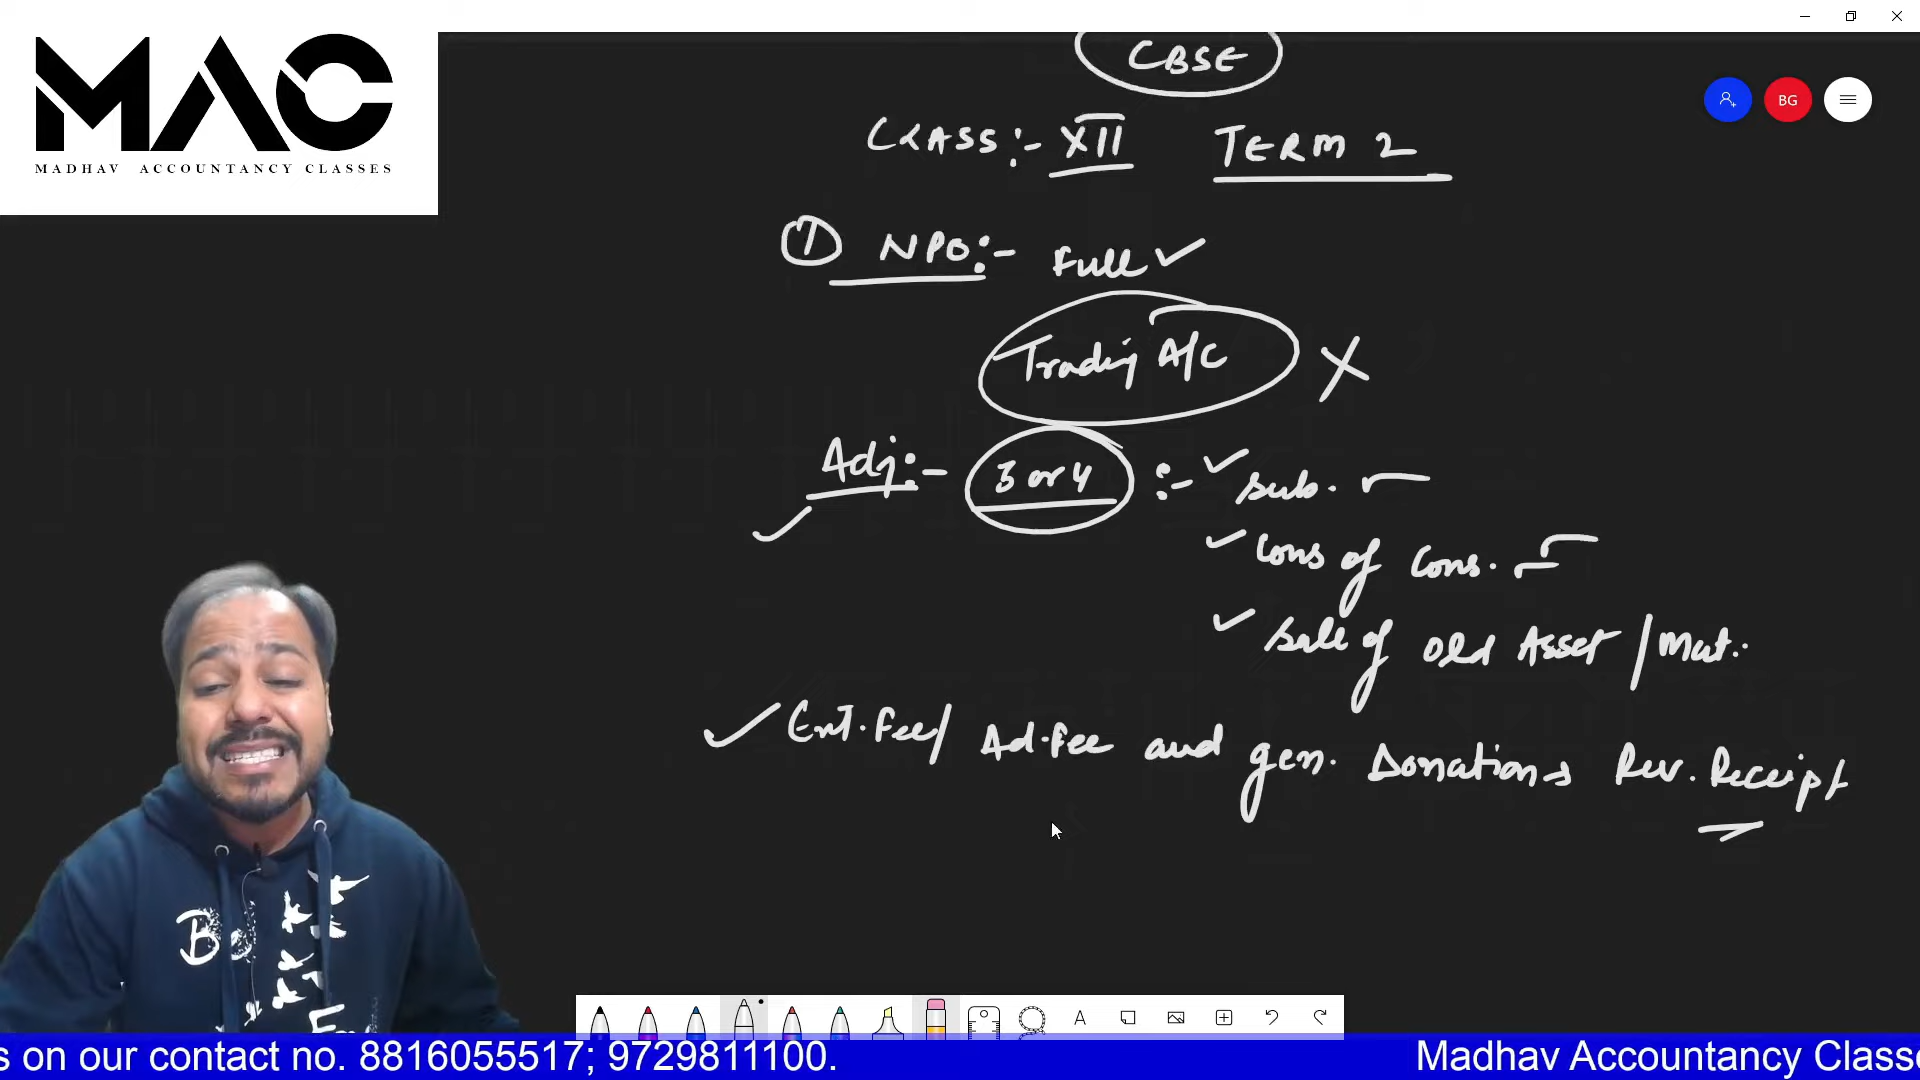 MAC
MADHAV ACCOUNTANCY CLASSES
CBSE
CLASS:- XII TERM 2
① NPO:- Full ✓
Trading A/C X
Adj:- 3 or 4 :- ✓ Sub.
✓ Cons of Cons.
✓ Sale of Old Asset / Mat.
✓ Ent. Fee / Ad. Fee and gen. Donations Rev. Receipt
BG
A
s on our contact no. 8816055517; 9729811100.
Madhav Accountancy Classe